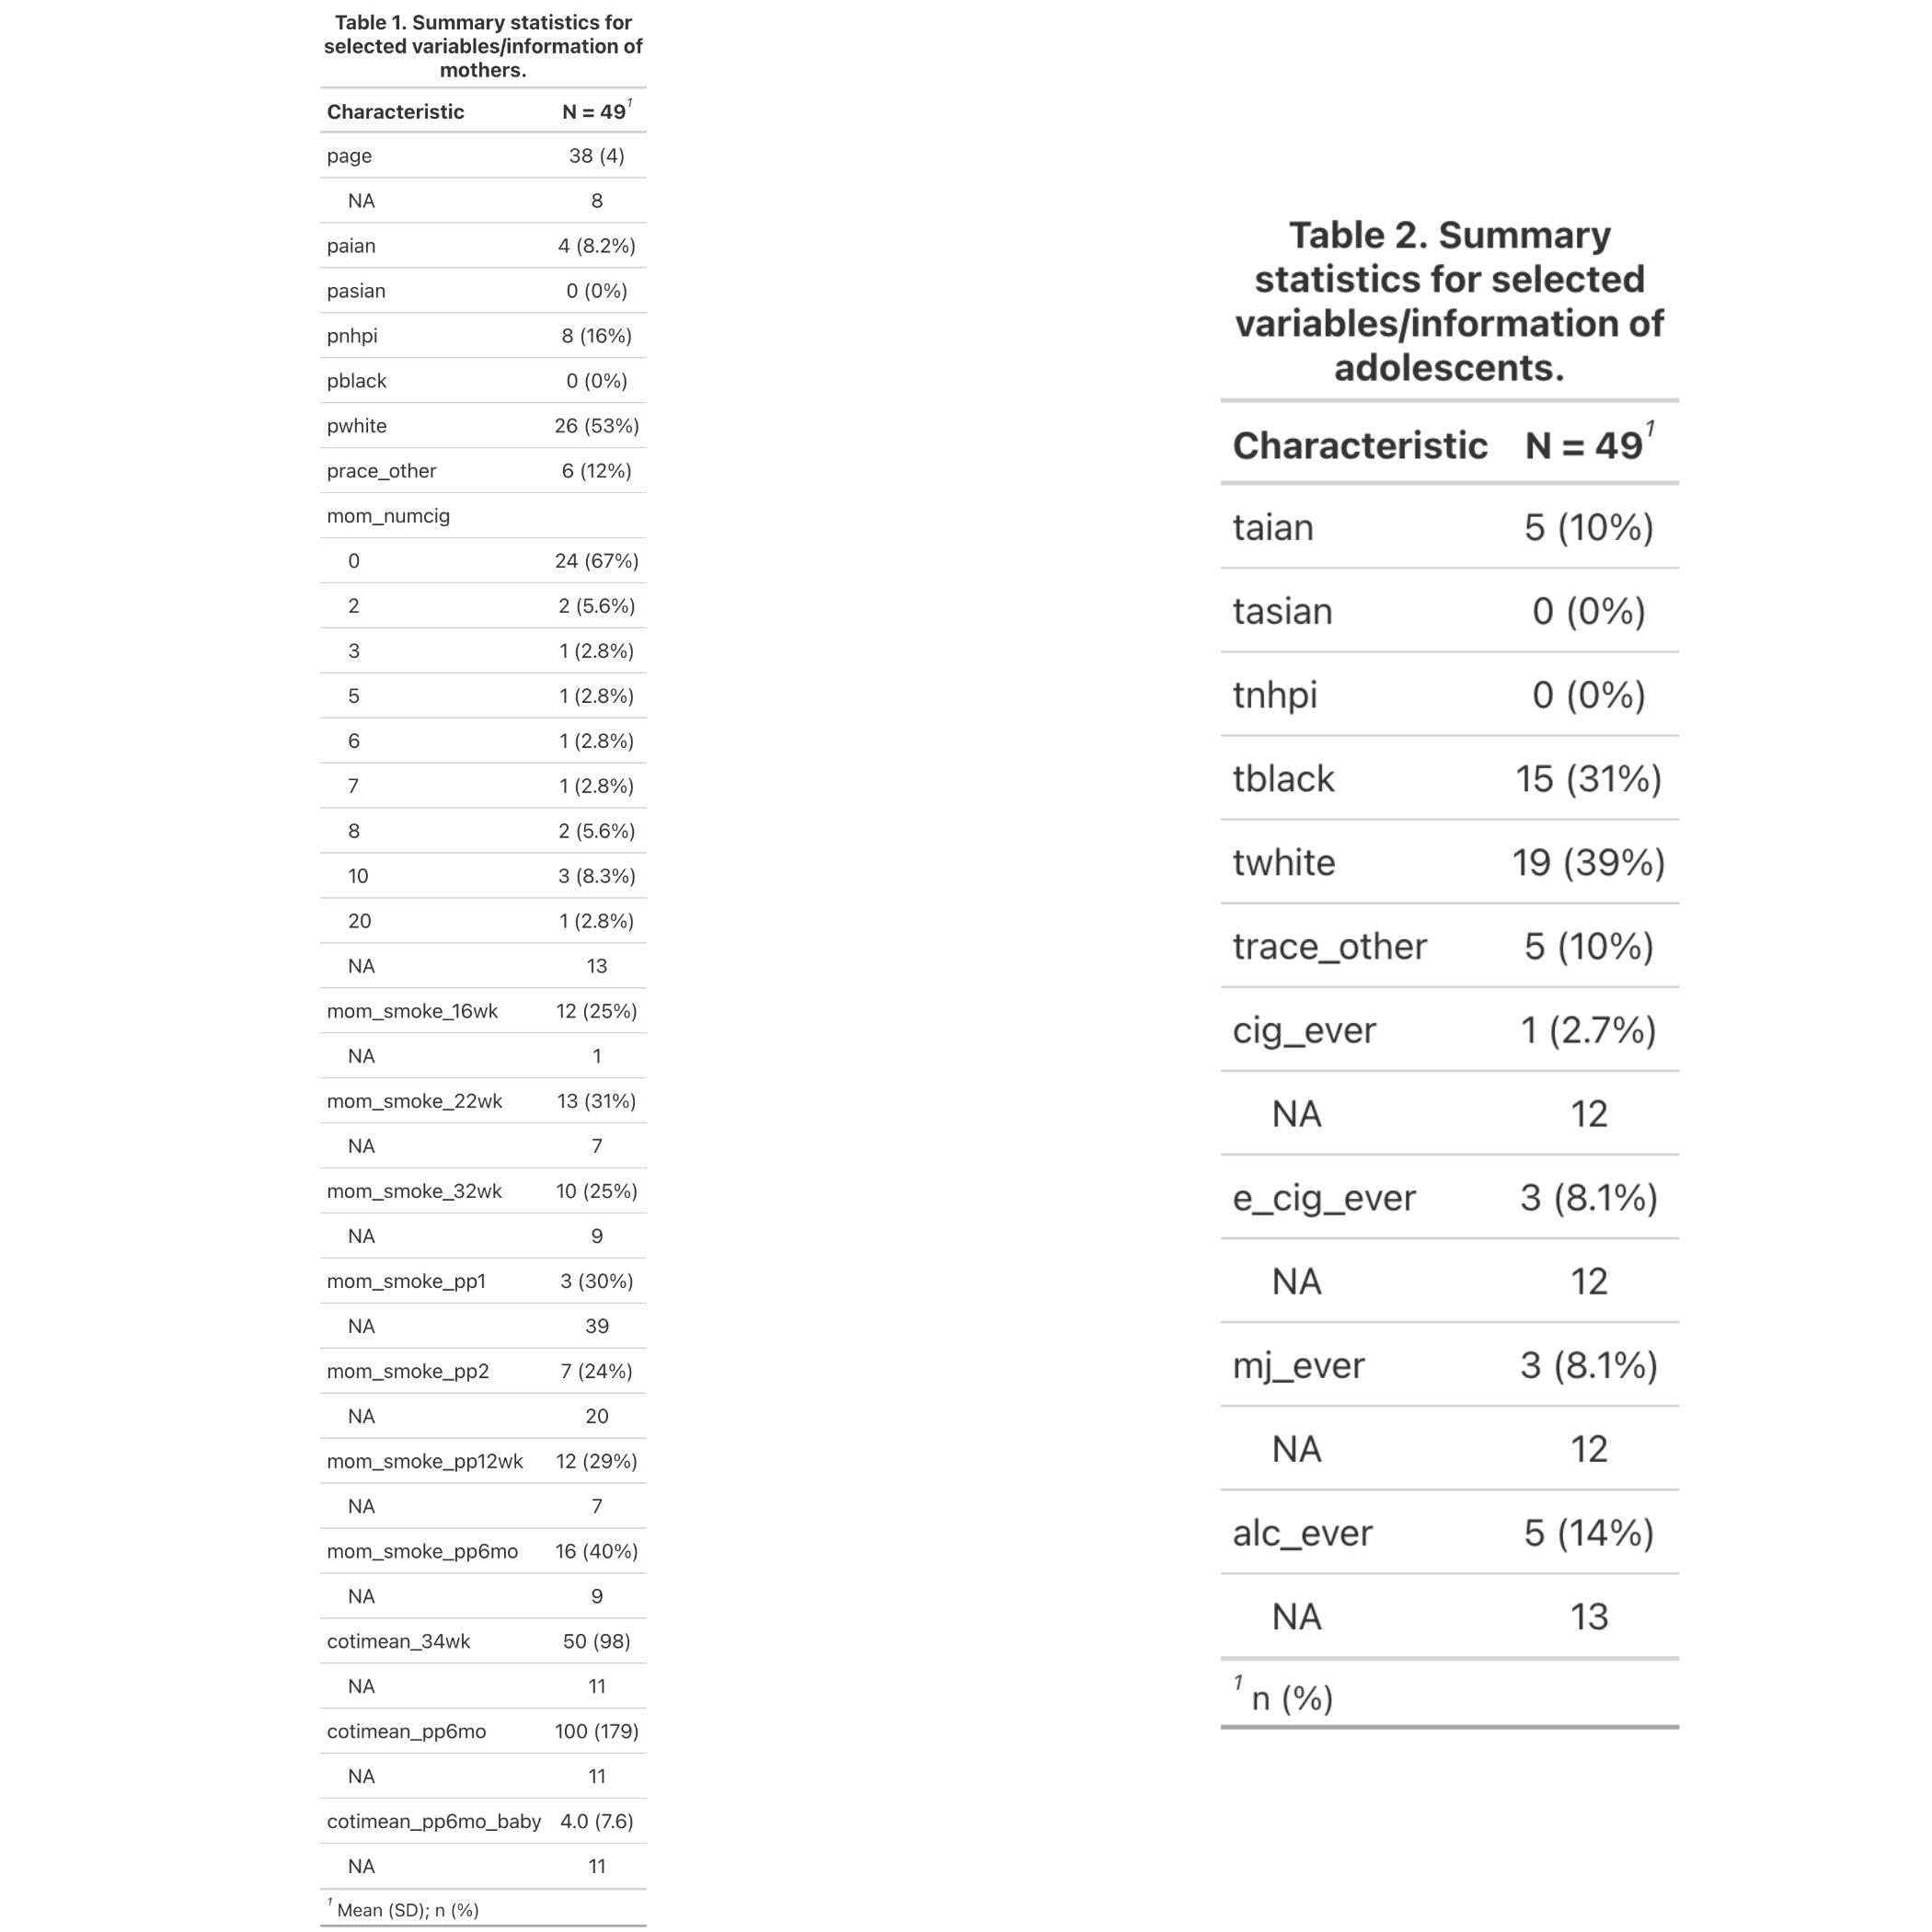 Table 1. Summary statistics for
selected variables/information of
mothers.
Characteristic N = 49¹
page 38 (4)
NA 8
paian 4 (8.2%)
pasian 0 (0%)
pnhpi 8 (16%)
pblack 0 (0%)
pwhite 26 (53%)
prace_other 6 (12%)
mom_numcig
0 24 (67%)
2 2 (5.6%)
3 1 (2.8%)
5 1 (2.8%)
6 1 (2.8%)
7 1 (2.8%)
8 2 (5.6%)
10 3 (8.3%)
20 1 (2.8%)
NA 13
mom_smoke_16wk 12 (25%)
NA 1
mom_smoke_22wk 13 (31%)
NA 7
mom_smoke_32wk 10 (25%)
NA 9
mom_smoke_pp1 3 (30%)
NA 39
mom_smoke_pp2 7 (24%)
NA 20
mom_smoke_pp12wk 12 (29%)
NA 7
mom_smoke_pp6mo 16 (40%)
NA 9
cotimean_34wk 50 (98)
NA 11
cotimean_pp6mo 100 (179)
NA 11
cotimean_pp6mo_baby 4.0 (7.6)
NA 11
¹ Mean (SD); n (%)
Table 2. Summary
statistics for selected
variables/information of
adolescents.
Characteristic N = 49¹
taian 5 (10%)
tasian 0 (0%)
tnhpi 0 (0%)
tblack 15 (31%)
twhite 19 (39%)
trace_other 5 (10%)
cig_ever 1 (2.7%)
NA 12
e_cig_ever 3 (8.1%)
NA 12
mj_ever 3 (8.1%)
NA 12
alc_ever 5 (14%)
NA 13
¹ n (%)